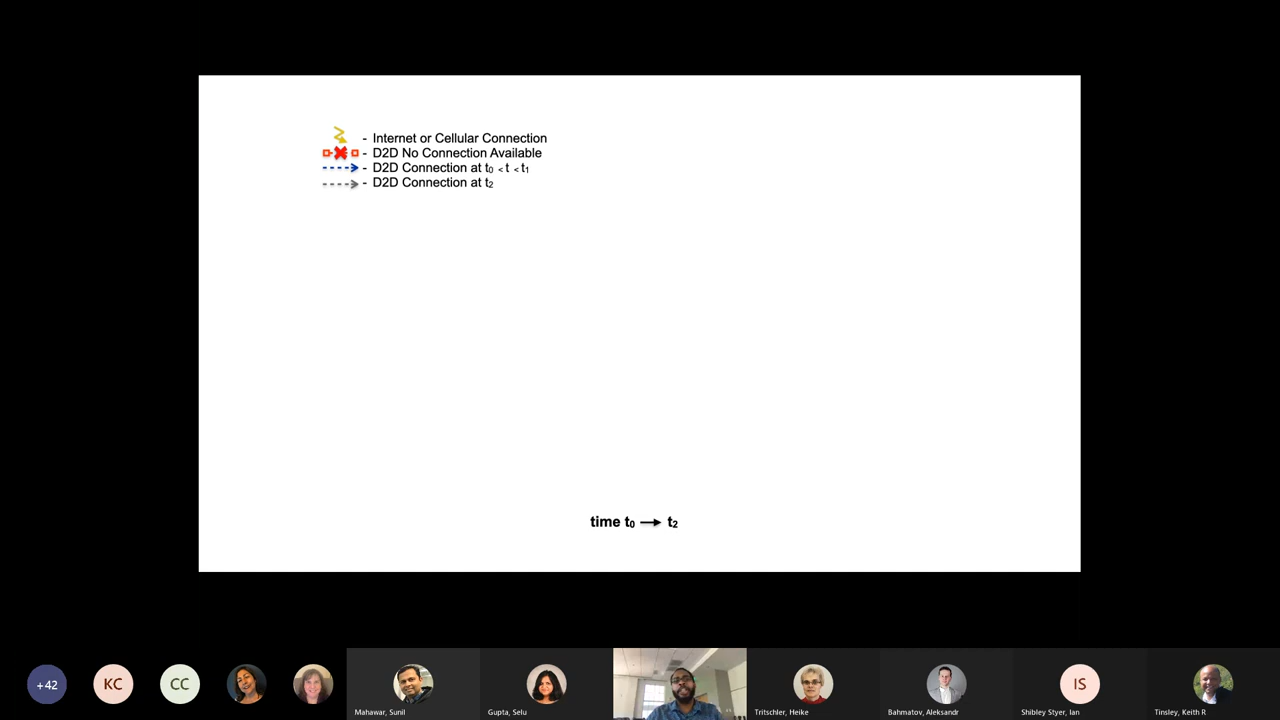 - Internet or Cellular Connection
- D2D No Connection Available
- D2D Connection at t₀ < t < t₁
- D2D Connection at t₂
time t₀ → t₂
+42
KC
CC
Mahawar, Sunil
Gupta, Selu
Tritschler, Heike
Bahmatov, Aleksandr
IS
Shibley Styer, Ian
Tinsley, Keith R